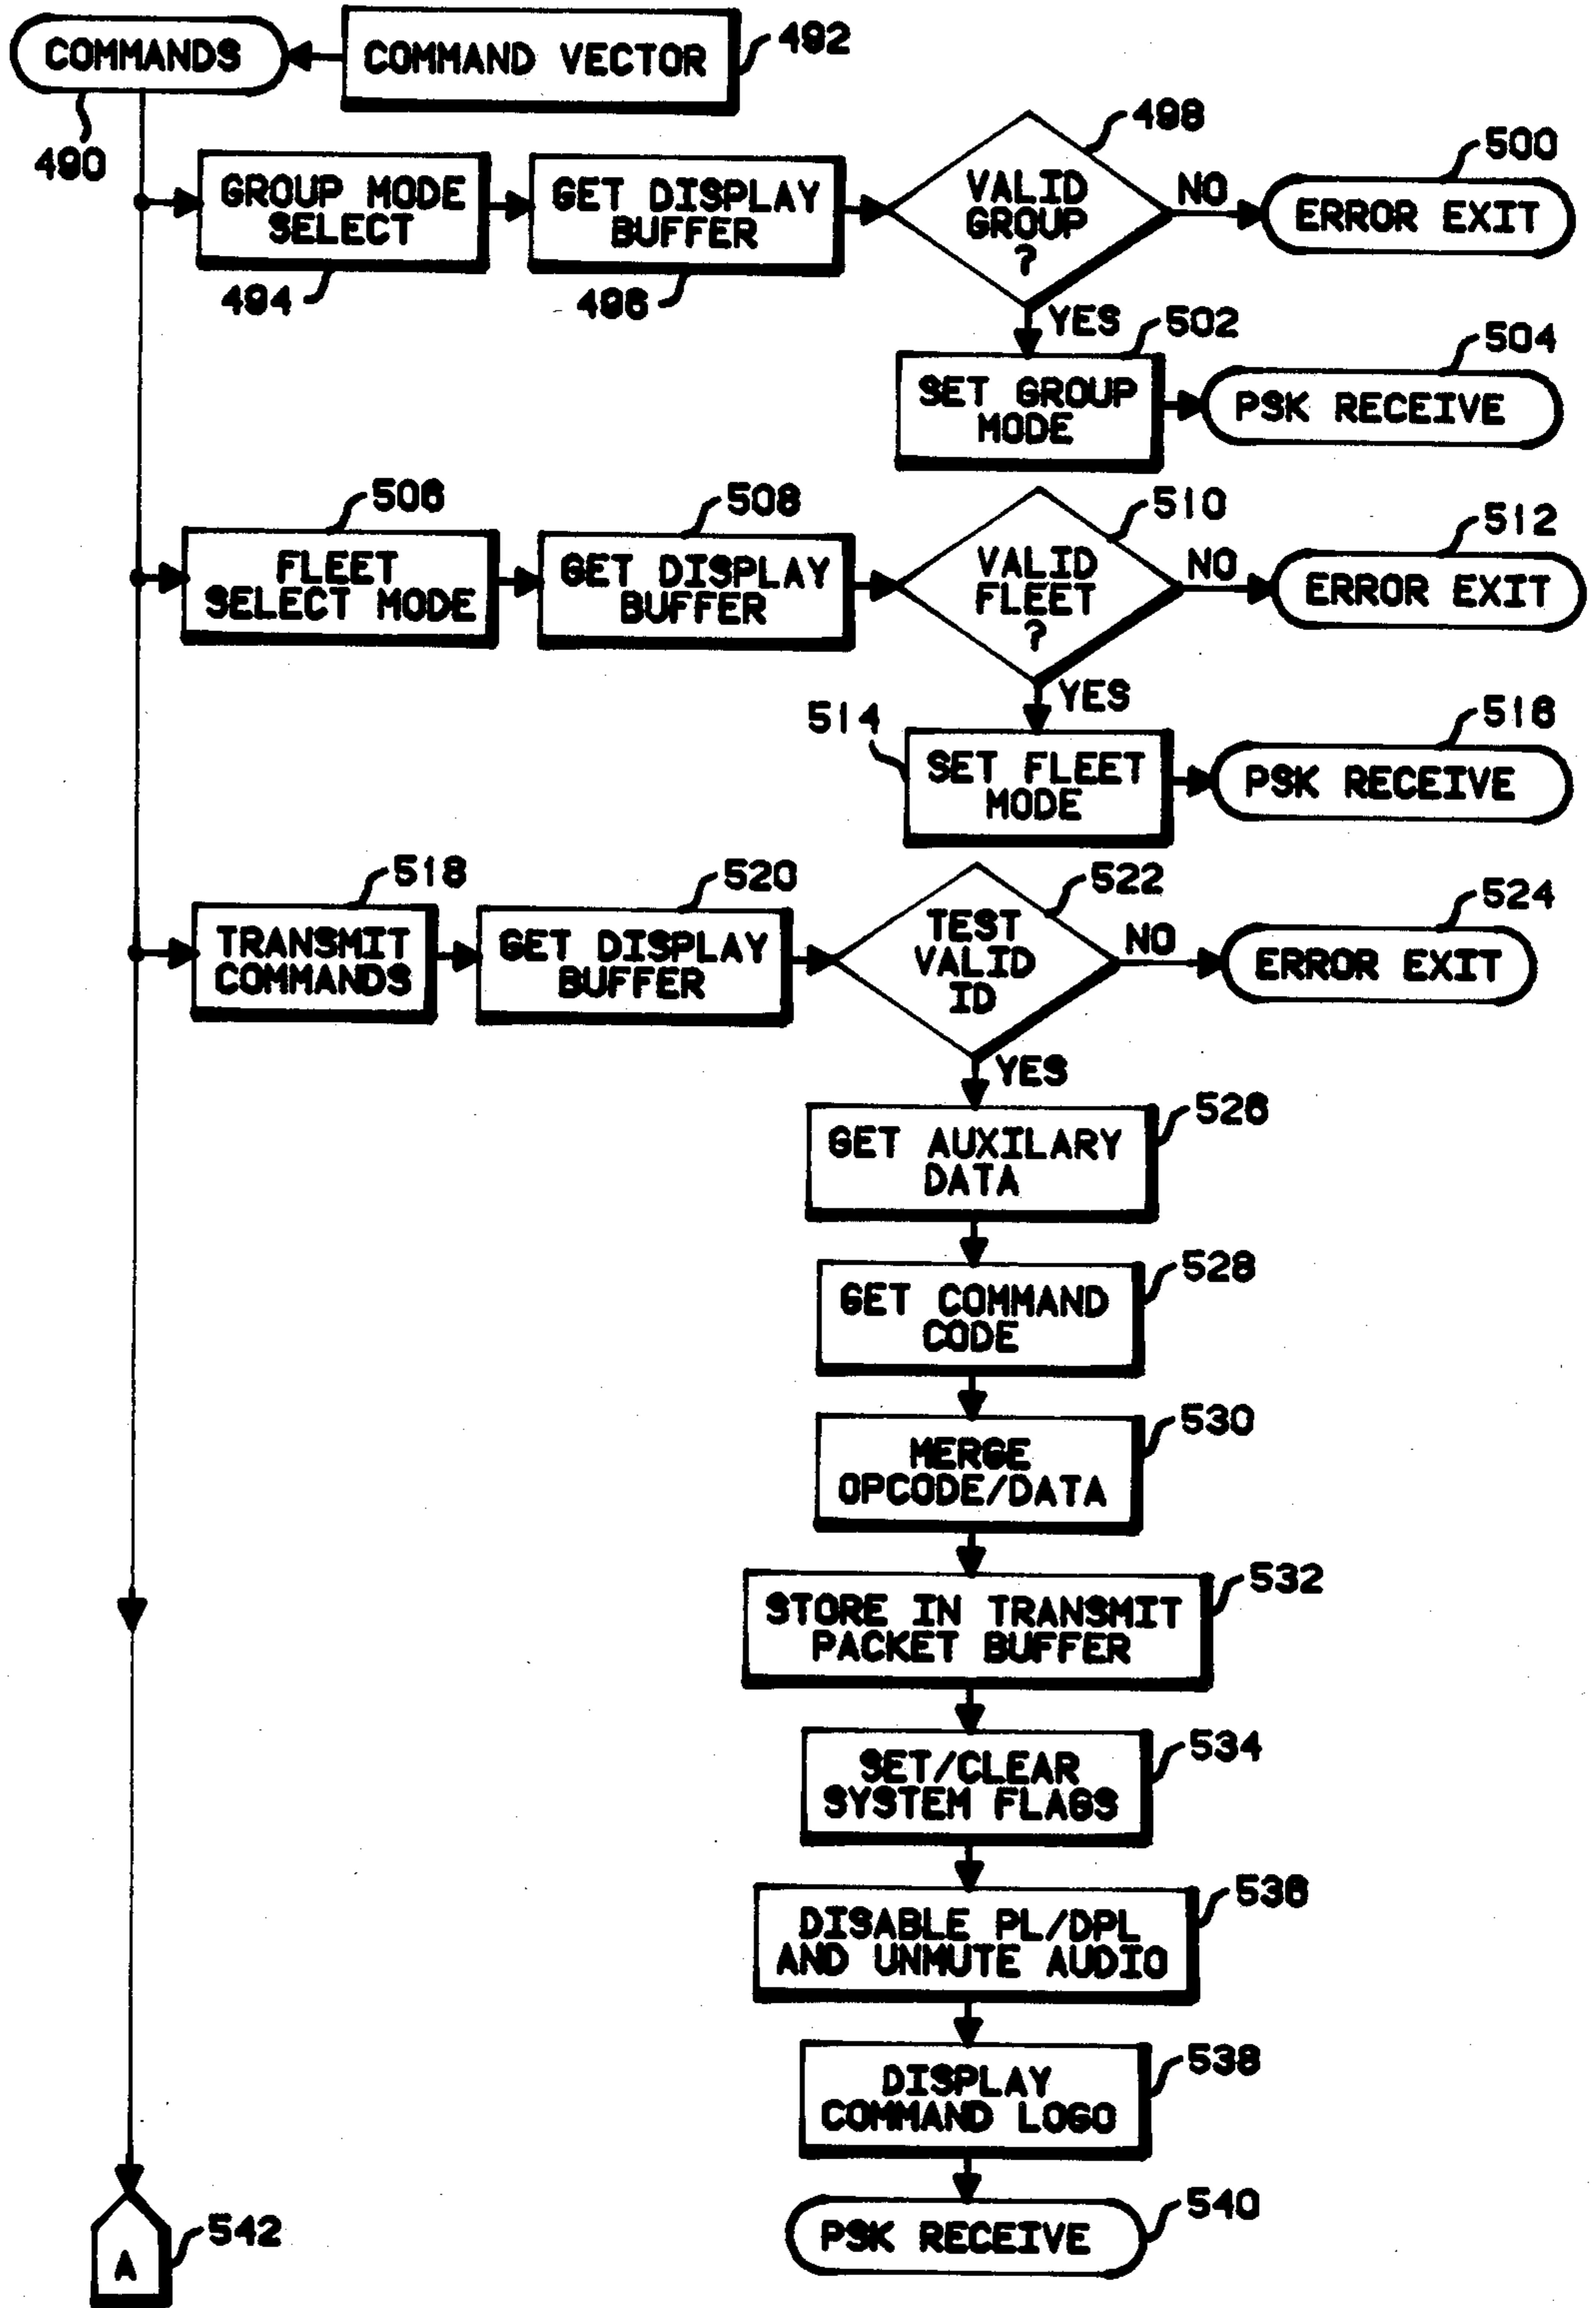 COMMANDS
COMMAND VECTOR
492
490
GROUP MODE
SELECT
494
GET DISPLAY
BUFFER
496
VALID
GROUP
?
498
NO
ERROR EXIT
500
YES
SET GROUP
MODE
502
PSK RECEIVE
504
FLEET
SELECT MODE
506
GET DISPLAY
BUFFER
508
VALID
FLEET
?
510
NO
ERROR EXIT
512
YES
514
SET FLEET
MODE
PSK RECEIVE
516
TRANSMIT
COMMANDS
518
GET DISPLAY
BUFFER
520
TEST
VALID
ID
522
NO
ERROR EXIT
524
YES
GET AUXILARY
DATA
526
GET COMMAND
CODE
528
MERGE
OPCODE/DATA
530
STORE IN TRANSMIT
PACKET BUFFER
532
SET/CLEAR
SYSTEM FLAGS
534
DISABLE PL/DPL
AND UNMUTE AUDIO
536
DISPLAY
COMMAND LOGO
538
PSK RECEIVE
540
A
542